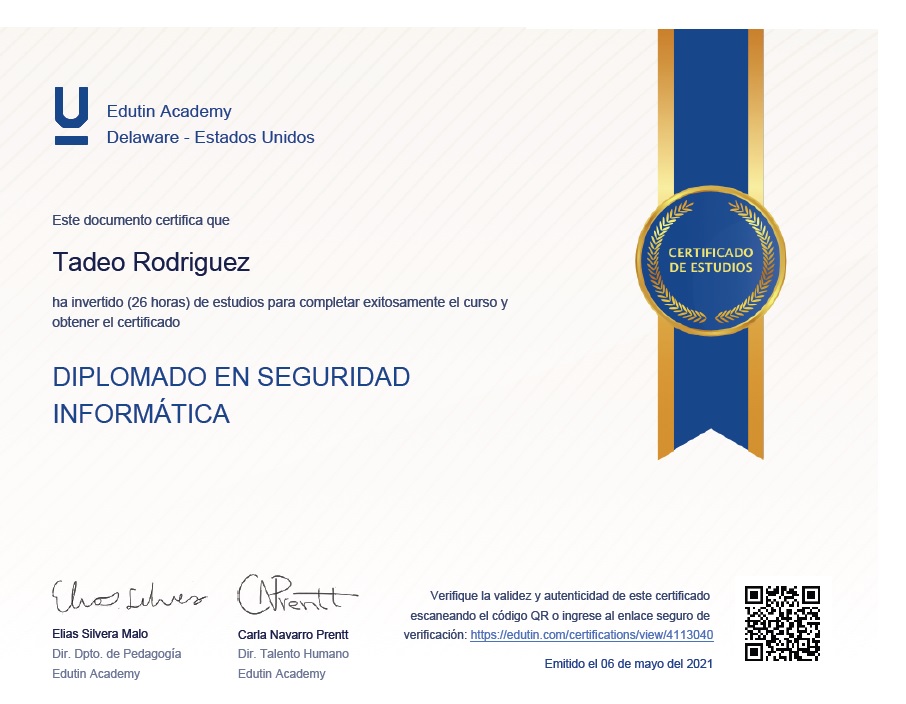 Edutin Academy
Delaware - Estados Unidos
CERTIFICADO
DE ESTUDIOS
Este documento certifica que
Tadeo Rodriguez
ha invertido (26 horas) de estudios para completar exitosamente el curso y
obtener el certificado
DIPLOMADO EN SEGURIDAD
INFORMÁTICA
Elias Silvera Malo
Dir. Dpto. de Pedagogía
Edutin Academy
Carla Navarro Prentt
Dir. Talento Humano
Edutin Academy
Verifique la validez y autenticidad de este certificado
escaneando el código QR o ingrese al enlace seguro de
verificación: https://edutin.com/certifications/view/4113040
Emitido el 06 de mayo del 2021